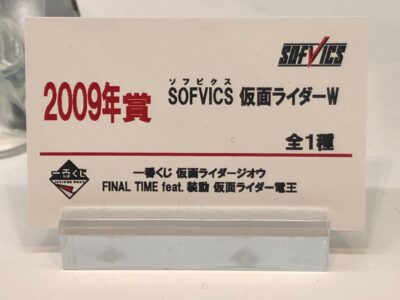 SOFVICS
2009年賞
ソフビクス
SOFVICS 仮面ライダーW
全1種
一番くじ
一番くじ 仮面ライダージオウ
FINAL TIME feat. 装動 仮面ライダー電王